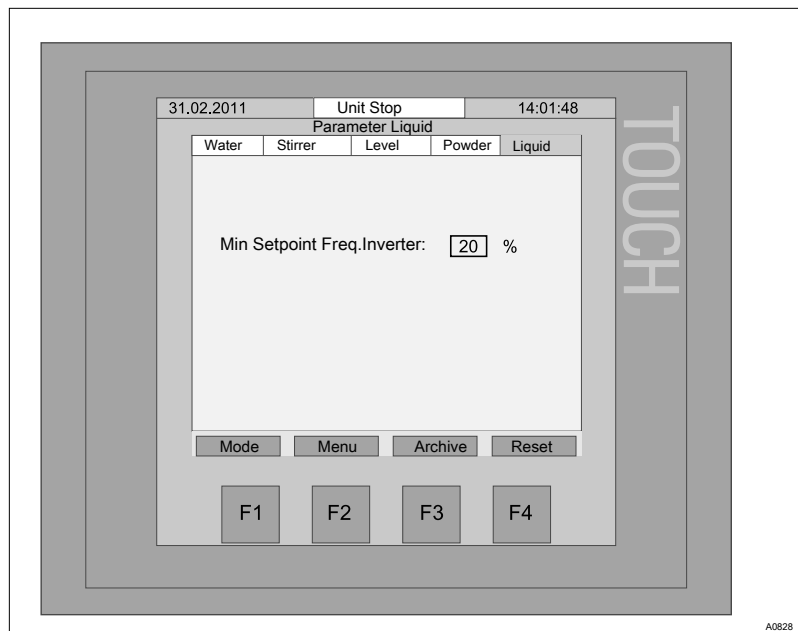 31.02.2011 Unit Stop 14:01:48
Parameter Liquid
Water Stirrer Level Powder Liquid
Min Setpoint Freq.Inverter: 20 %
Mode Menu Archive Reset
F1 F2 F3 F4
TOUCH
A0828